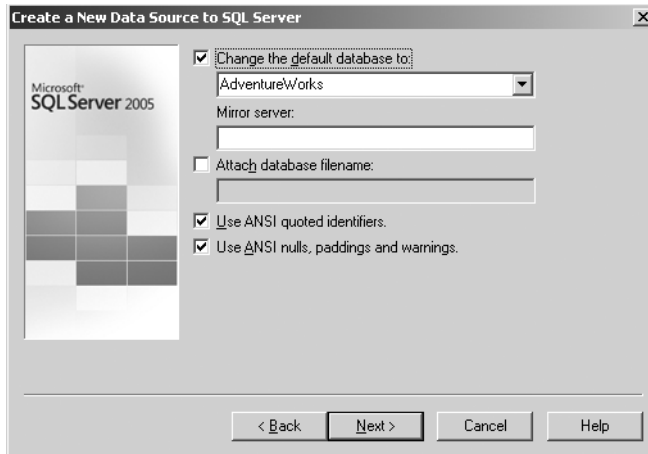 Create a New Data Source to SQL Server
Microsoft
SQL Server 2005
Change the default database to:
AdventureWorks
Mirror server:
Attach database filename:
Use ANSI quoted identifiers.
Use ANSI nulls, paddings and warnings.
< Back
Next >
Cancel
Help